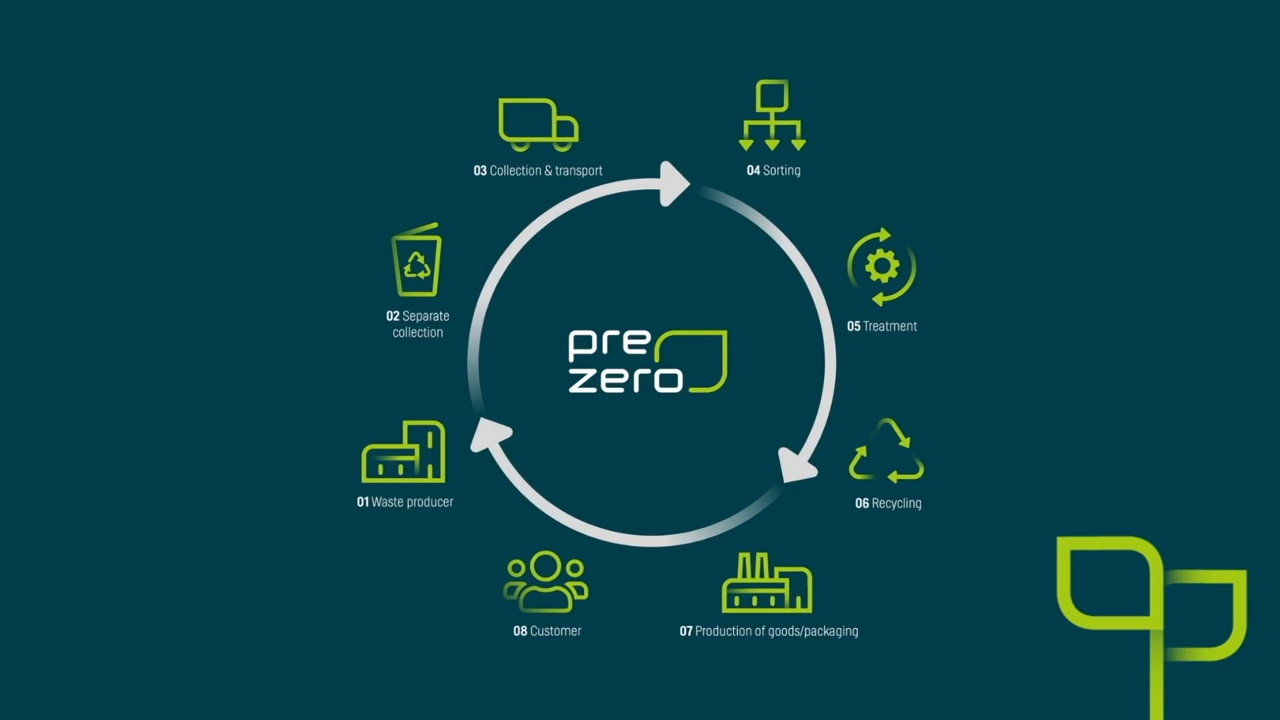 03 Collection & transport
04 Sorting
02 Separate
collection
05 Treatment
pre
zero
01 Waste producer
06 Recycling
08 Customer
07 Production of goods/packaging